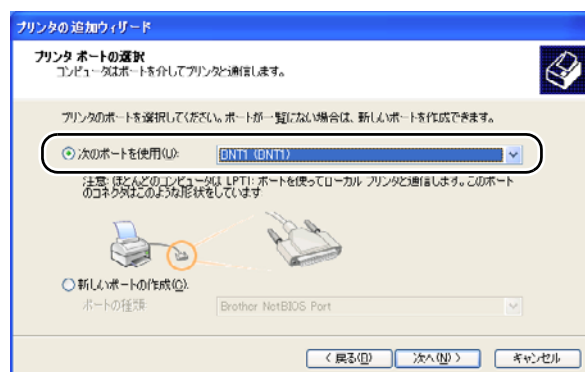 プリンタの追加ウィザード
プリンタ ポートの選択
コンピュータはポートを介してプリンタと通信します。
プリンタのポートを選択してください。ポートが一覧にない場合は、新しいポートを作成できます。
次のポートを使用(U):
BNT1 (BNT1)
注意: ほとんどのコンピュータは LPT1: ポートを使ってローカル プリンタと通信します。このポート
のコネクタはこのような形状をしています
新しいポートの作成(C):
ポートの種類
Brother NetBIOS Port
< 戻る(B)
次へ(N) >
キャンセル